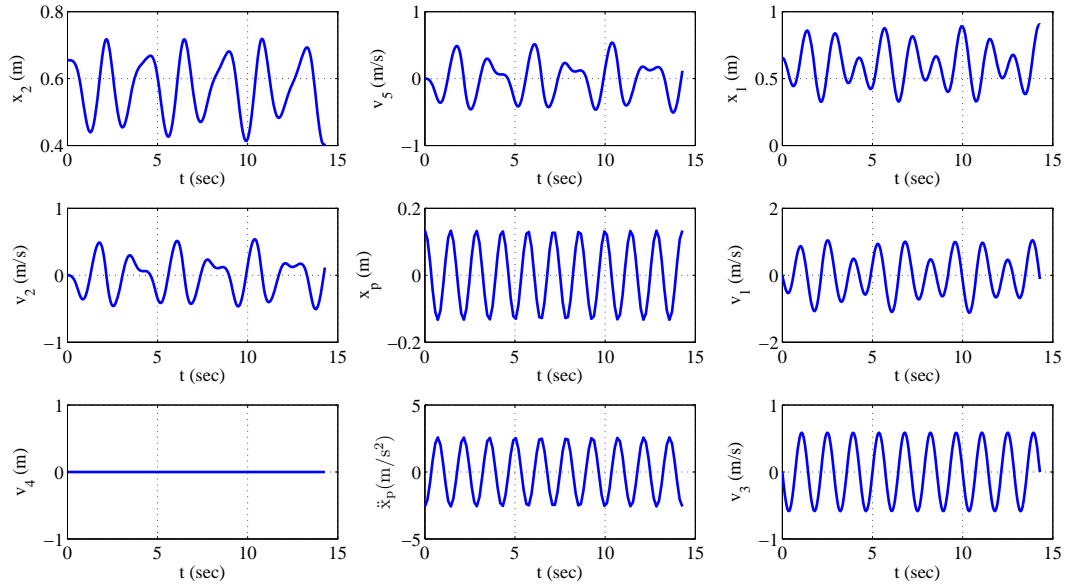 0.8
0.6
0.4
x_2 (m)
0 5 10 15
t (sec)
1
0
−1
v_5 (m/s)
0 5 10 15
t (sec)
1
0.5
0
x_1 (m)
0 5 10 15
t (sec)
1
0
−1
v_2 (m/s)
0 5 10 15
t (sec)
0.2
0
−0.2
x_p (m)
0 5 10 15
t (sec)
2
0
−2
v_1 (m/s)
0 5 10 15
t (sec)
1
0
−1
v_4 (m)
0 5 10 15
t (sec)
5
0
−5
ẍ_p(m/s²)
0 5 10 15
t (sec)
1
0
−1
v_3 (m/s)
0 5 10 15
t (sec)